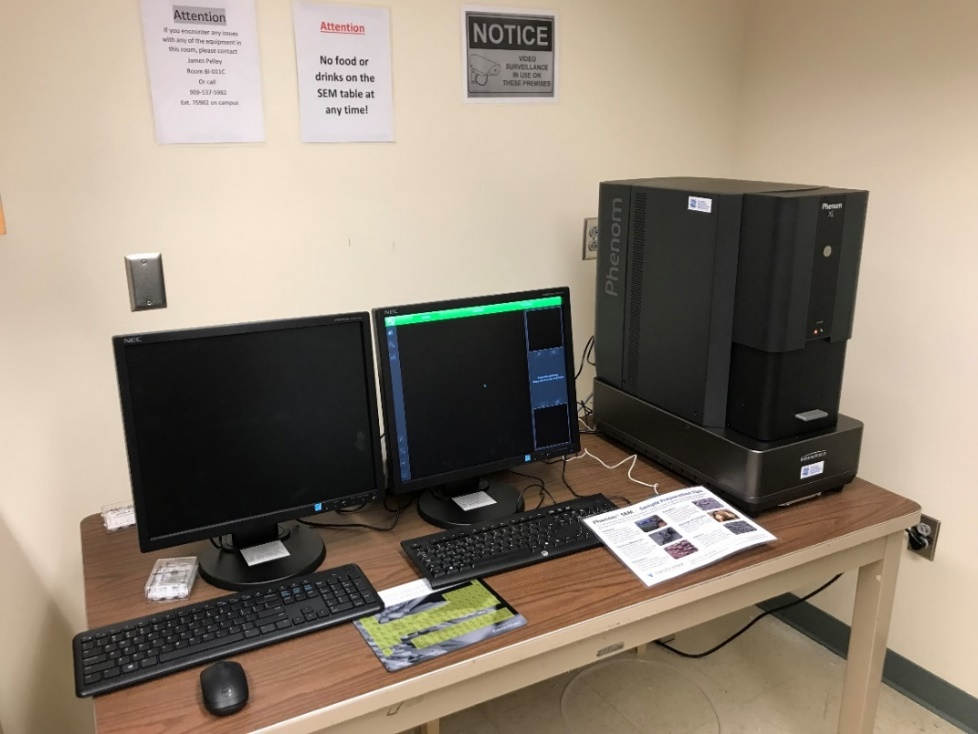 Attention
If you encounter any issues
with any of the equipment in
this room, please contact
James Pelley
Room BI-011C
Or call
909-537-5982
Ext. 75982 on campus
Attention
No food or
drinks on the
SEM table at
any time!
NOTICE
VIDEO
SURVEILLANCE
IN USE ON
THESE PREMISES
Phenom
Phenom
XL
NEC
NEC
Phenom SEM Sample Preparation Tips